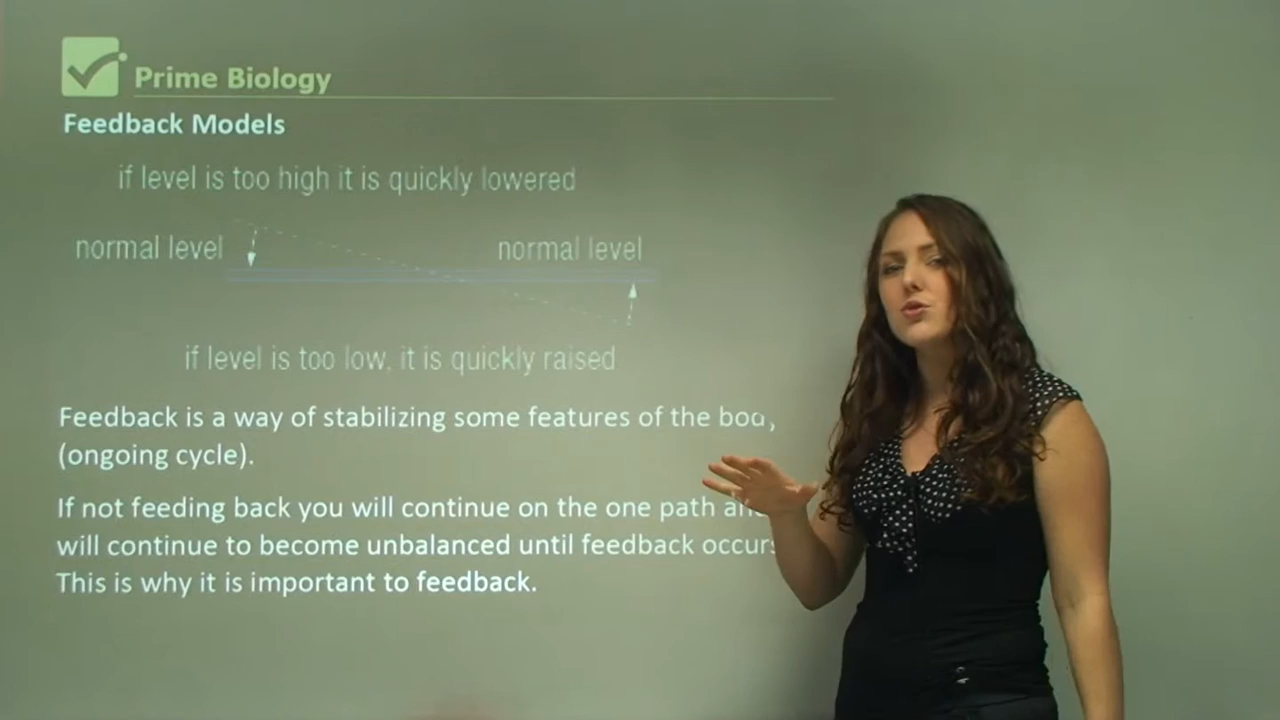 Prime Biology
Feedback Models
if level is too high it is quickly lowered
normal level
normal level
if level is too low, it is quickly raised
Feedback is a way of stabilizing some features of the
(ongoing cycle).
If not feeding back you will continue on the one path
will continue to become unbalanced until feedback occurs
This is why it is important to feedback.